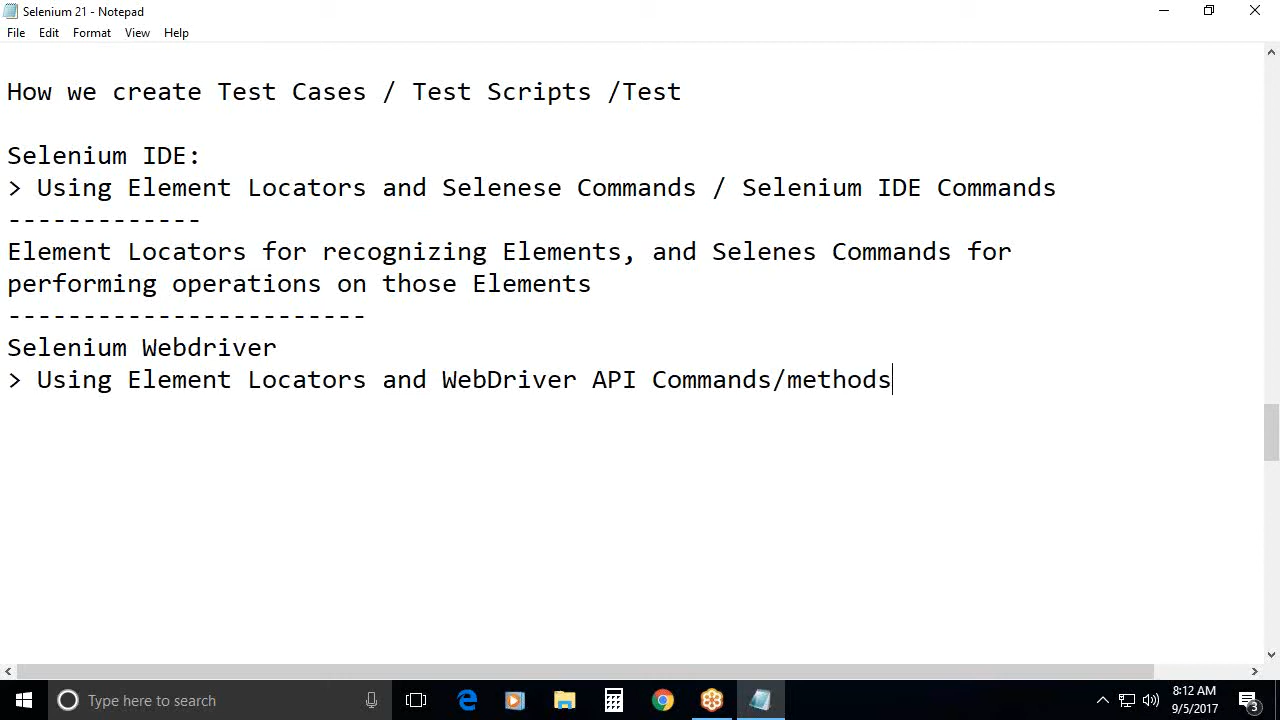 Selenium 21 - Notepad
File Edit Format View Help
How we create Test Cases / Test Scripts /Test
Selenium IDE:
> Using Element Locators and Selenese Commands / Selenium IDE Commands
-------------
Element Locators for recognizing Elements, and Selenes Commands for
performing operations on those Elements
------------------------
Selenium Webdriver
> Using Element Locators and WebDriver API Commands/methods
Type here to search
8:12 AM
9/5/2017
3